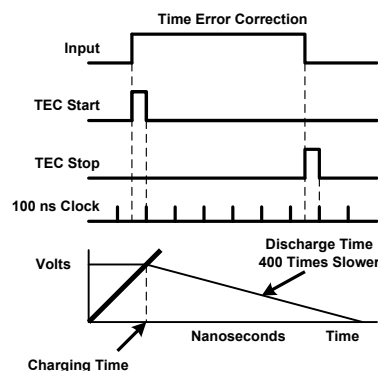 Time Error Correction
Input
TEC Start
TEC Stop
100 ns Clock
Discharge Time
400 Times Slower
Volts
Nanoseconds
Time
Charging Time